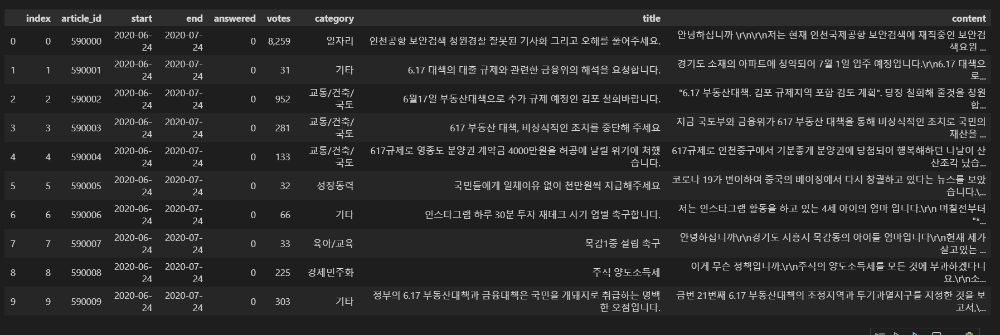 index article_id start end answered votes category title content
0 0 590000 2020-06-24 2020-07-24 0 8,259 일자리 인천공항 보안검색 청원경찰 잘못된 기사화 그리고 오해를 풀어주세요. 안녕하십니까 \r\n\r\n저는 현재 인천국제공항 보안검색에 재직중인 보안검색요원 ...
1 1 590001 2020-06-24 2020-07-24 0 31 기타 6.17 대책의 대출 규제와 관련한 금융위의 해석을 요청합니다. 경기도 소재의 아파트에 청약되어 7월 1일 입주 예정입니다.\r\n6.17 대책으로...
2 2 590002 2020-06-24 2020-07-24 0 952 교통/건축/국토 6월17일 부동산대책으로 추가 규제 예정인 김포 철회바랍니다. "6.17 부동산대책. 김포 규제지역 포함 검토 계획". 당장 철회해 줄것을 청원합...
3 3 590003 2020-06-24 2020-07-24 0 281 교통/건축/국토 617 부동산 대책, 비상식적인 조치를 중단해 주세요 지금 국토부와 금융위가 617 부동산 대책을 통해 비상식적인 조치로 국민의 재산을 ...
4 4 590004 2020-06-24 2020-07-24 0 133 교통/건축/국토 617규제로 영종도 분양권 계약금 4000만원을 허공에 날릴 위기에 쳐했습니다. 617규제로 인천중구에서 기분좋게 분양권에 당첨되어 행복해하던 나날이 산산조각 났습...
5 5 590005 2020-06-24 2020-07-24 0 32 성장동력 국민들에게 일체이유 없이 천만원씩 지급해주세요 코로나 19가 변이하여 중국의 베이징에서 다시 창궐하고 있다는 뉴스를 보았습니다.\...
6 6 590006 2020-06-24 2020-07-24 0 66 기타 인스타그램 하루 30분 투자 재테크 사기 엄벌 촉구합니다. 저는 인스타그램 활동을 하고 있는 4세 아이의 엄마 입니다.\r\n 며칠전부터 "*...
7 7 590007 2020-06-24 2020-07-24 0 33 육아/교육 목감1중 설립 촉구 안녕하십니까\r\n경기도 시흥시 목감동의 아이들 엄마입니다\r\n현재 제가 살고있는 ...
8 8 590008 2020-06-24 2020-07-24 0 225 경제민주화 주식 양도소득세 이게 무슨 정책입니까.\r\n주식의 양도소득세를 모든 것에 부과하겠다니요.\r\n소...
9 9 590009 2020-06-24 2020-07-24 0 303 기타 정부의 6.17 부동산대책과 금융대책은 국민을 개돼지로 취급하는 명백한 오점입니다. 금번 21번째 6.17 부동산대책의 조정지역과 투기과열지구를 지정한 것을 보고서,\...